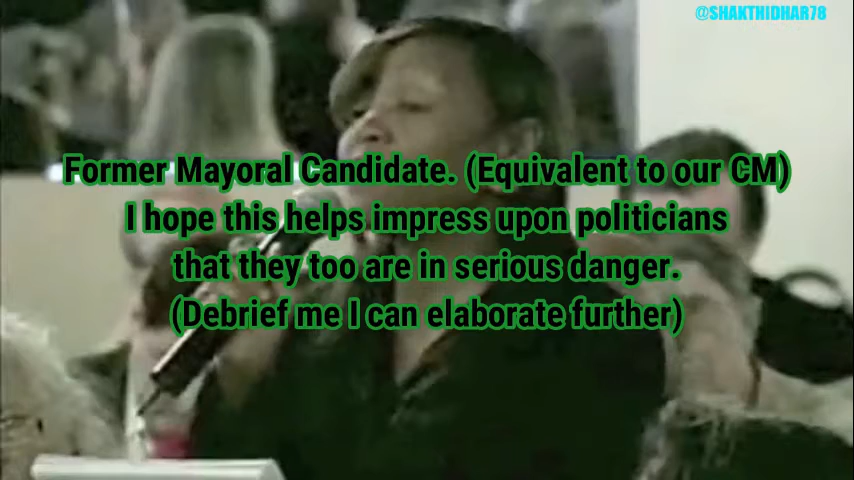 @SHAKTHIDHAR78
Former Mayoral Candidate. (Equivalent to our CM)
I hope this helps impress upon politicians
that they too are in serious danger.
(Debrief me I can elaborate further)